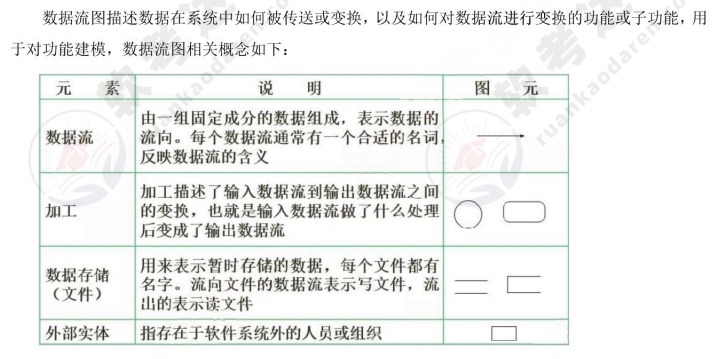 数据流图描述数据在系统中如何被传送或变换，以及如何对数据流进行变换的功能或子功能，用
于对功能建模，数据流图相关概念如下：
元 素 说 明 图 元
数据流
由一组固定成分的数据组成，表示数据的
流向。每个数据流通常有一个合适的名词，
反映数据流的含义
加工
加工描述了输入数据流到输出数据流之间
的变换，也就是输入数据流做了什么处理
后变成了输出数据流
数据存储
（文件）
用来表示暂时存储的数据，每个文件都有
名字。流向文件的数据流表示写文件，流
出的表示读文件
外部实体 指存在于软件系统外的人员或组织
软考达人
ruankaodaren.com